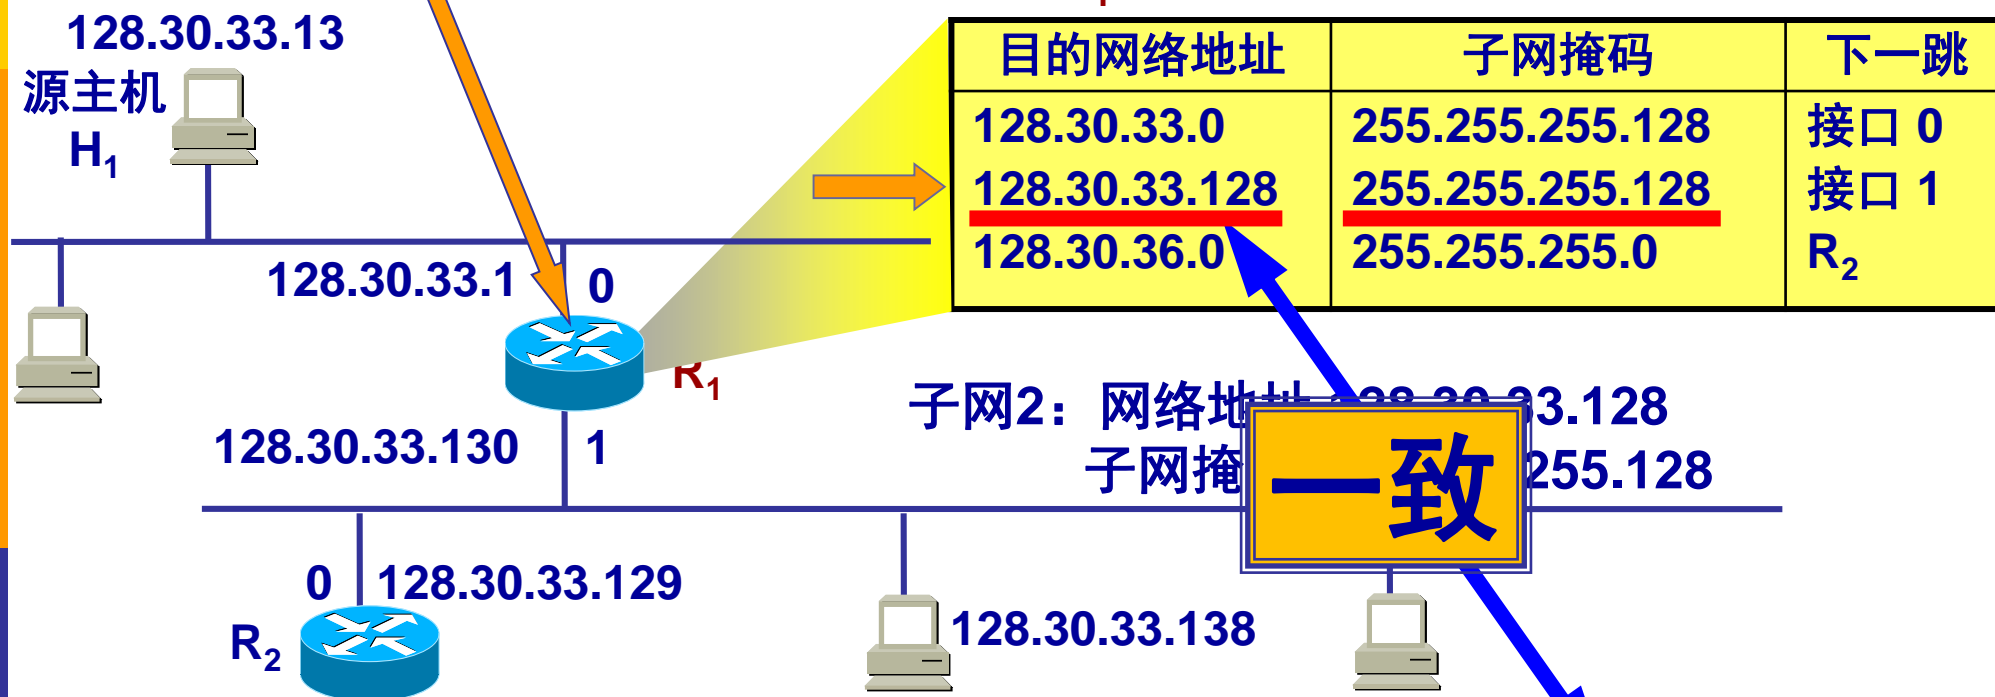 128.30.33.13
源主机
H₁
目的网络地址 子网掩码 下一跳
128.30.33.0 255.255.255.128 接口 0
128.30.33.128 255.255.255.128 接口 1
128.30.36.0 255.255.255.0 R₂
128.30.33.1 0
R₁
子网2：网络地址 128.30.33.128
子网掩 255.128
一致
128.30.33.130 1
0 128.30.33.129
R₂
128.30.33.138